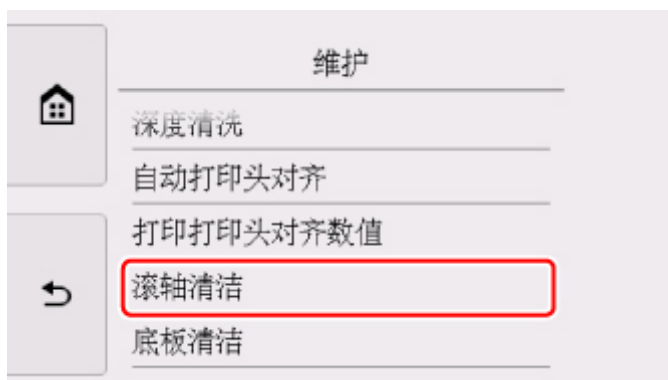 维护
深度清洗
自动打印头对齐
打印打印头对齐数值
滚轴清洁
底板清洁